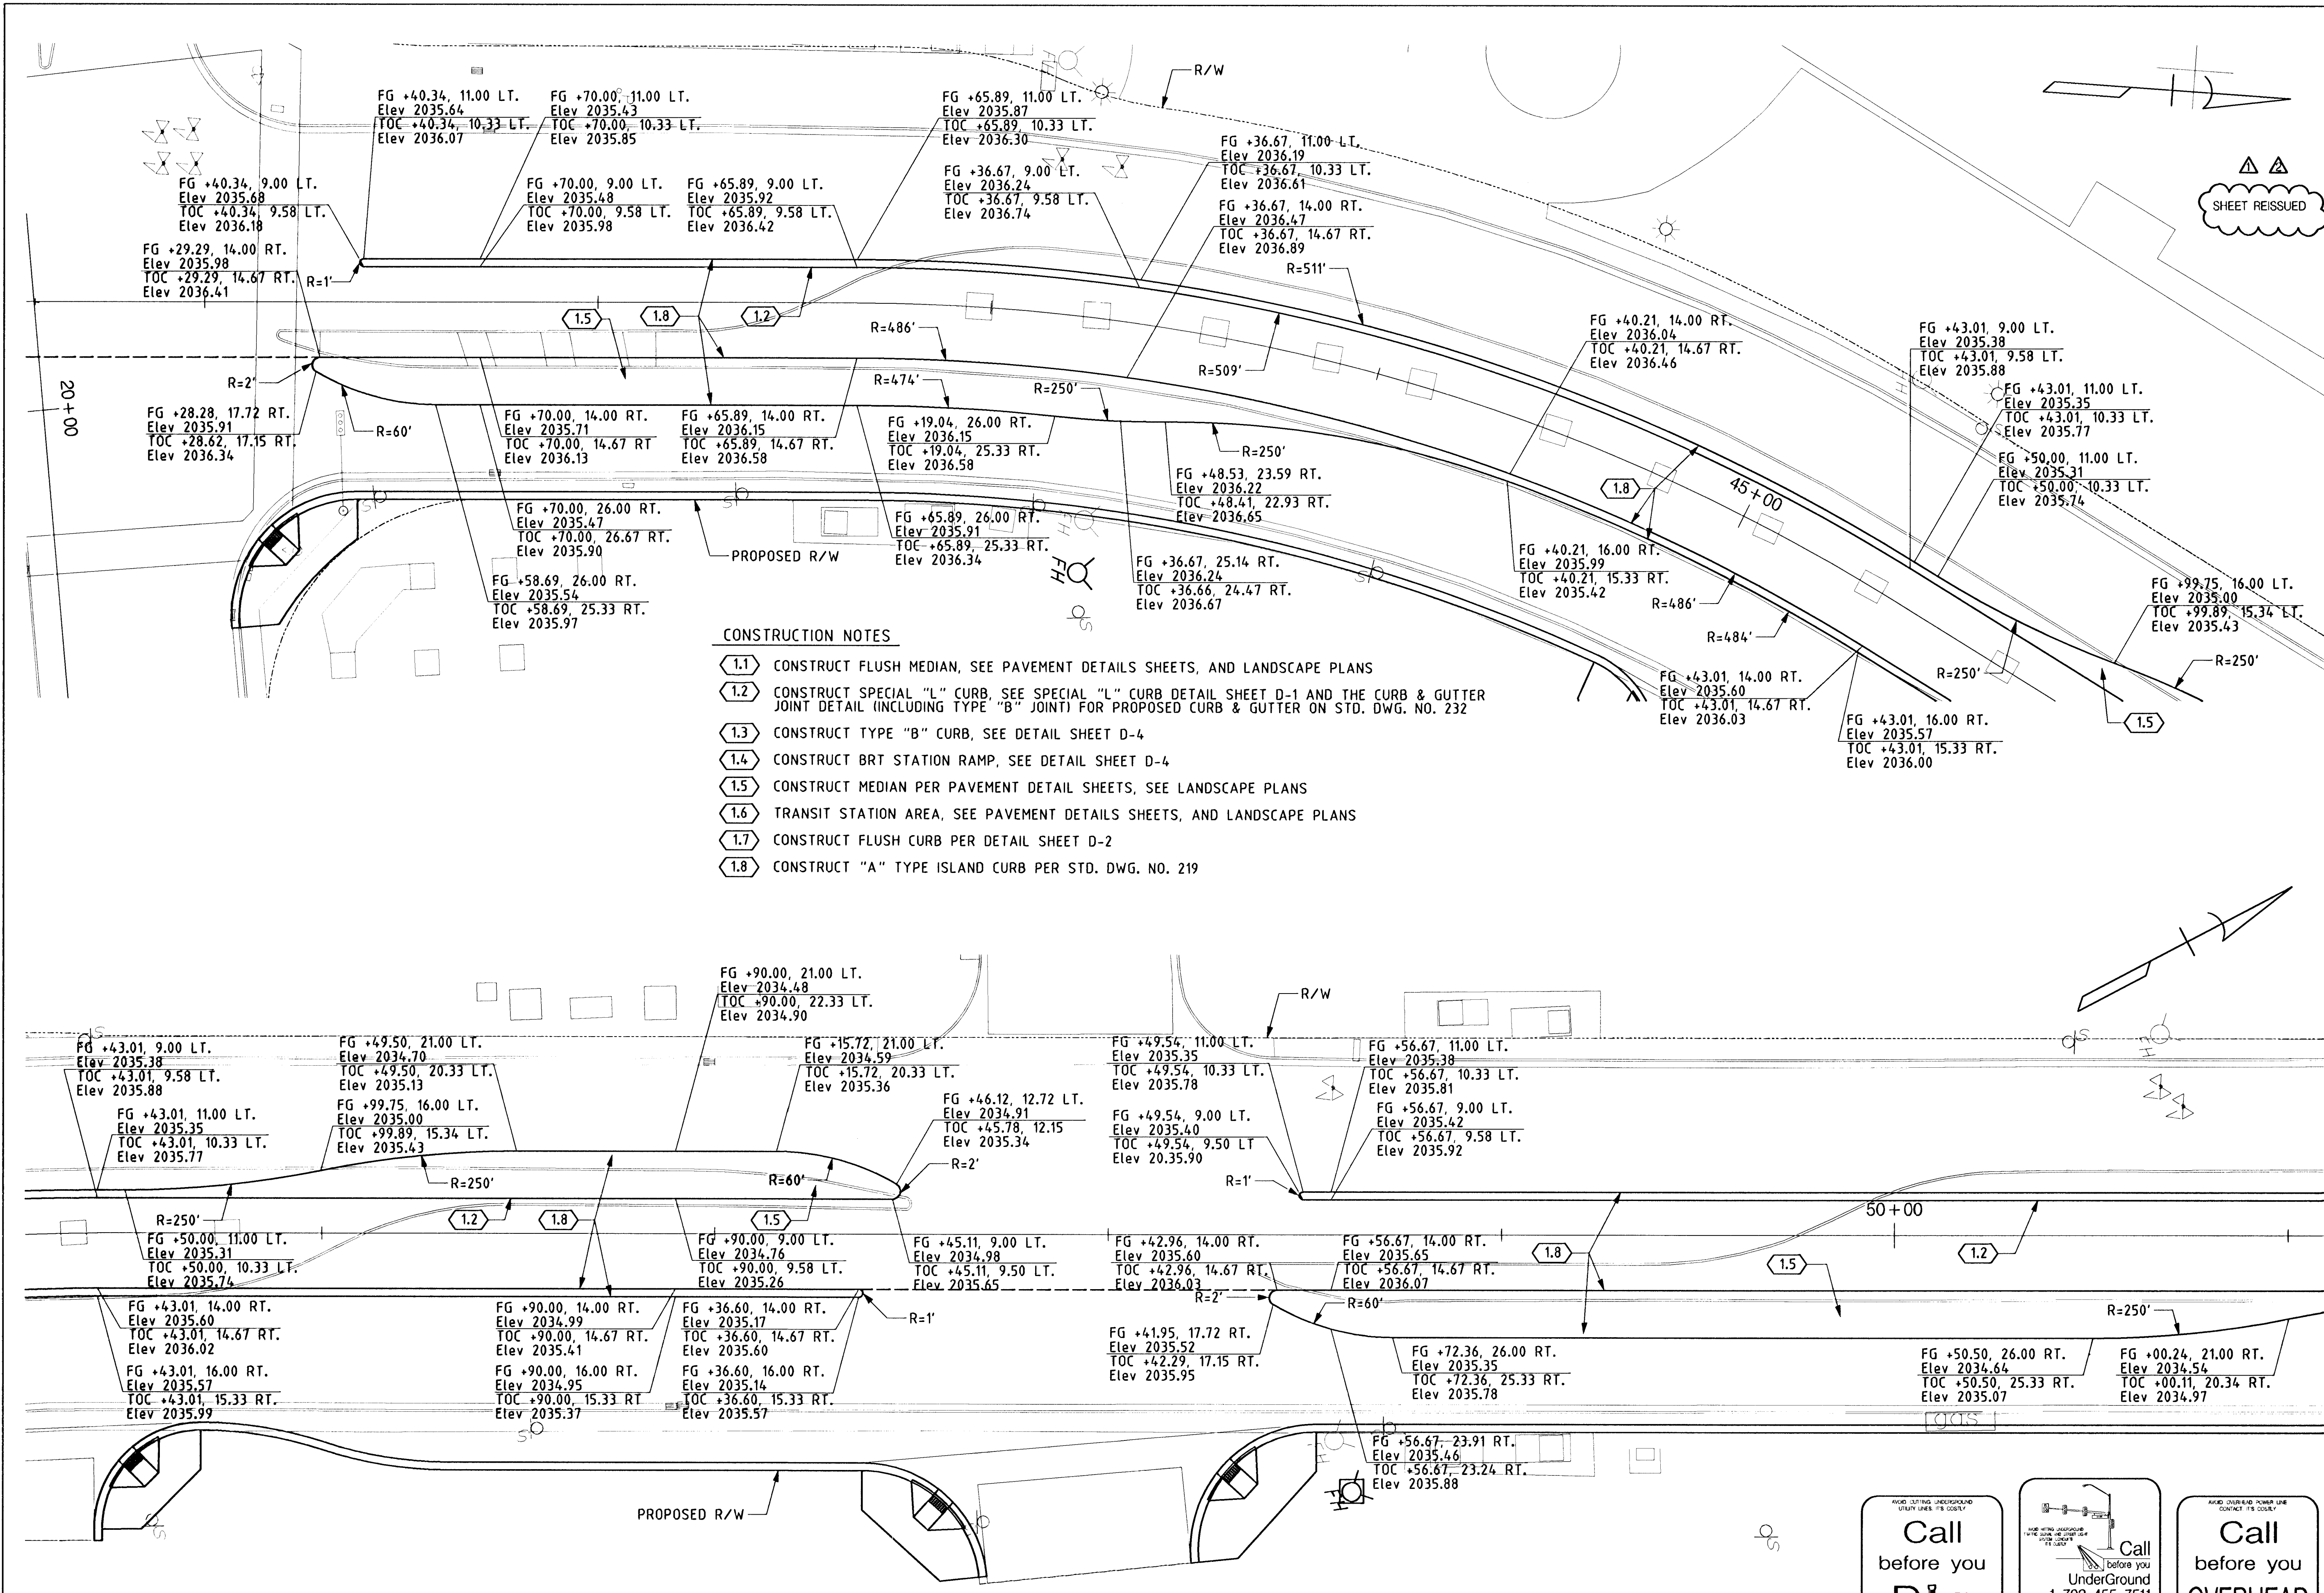 R/W
FG +40.34, 11.00 LT.
Elev 2035.64
TOC +40.34, 10.33 LT.
Elev 2036.07
FG +70.00, 11.00 LT.
Elev 2035.43
TOC +70.00, 10.33 LT.
Elev 2035.85
FG +65.89, 11.00 LT.
Elev 2035.87
TOC +65.89, 10.33 LT.
Elev 2036.30
FG +36.67, 11.00 LT.
Elev 2036.19
TOC +36.67, 10.33 LT.
Elev 2036.61
FG +40.34, 9.00 LT.
Elev 2035.68
TOC +40.34, 9.58 LT.
Elev 2036.18
FG +70.00, 9.00 LT.
Elev 2035.48
TOC +70.00, 9.58 LT.
Elev 2035.98
FG +65.89, 9.00 LT.
Elev 2035.92
TOC +65.89, 9.58 LT.
Elev 2036.42
FG +36.67, 9.00 LT.
Elev 2036.24
TOC +36.67, 9.58 LT.
Elev 2036.74
FG +36.67, 14.00 RT.
Elev 2036.47
TOC +36.67, 14.67 RT.
Elev 2036.89
1 2
SHEET REISSUED
FG +29.29, 14.00 RT.
Elev 2035.98
TOC +29.29, 14.67 RT.
Elev 2036.41
R=1'
R=511'
1.5
1.8
1.2
R=486'
R=509'
FG +40.21, 14.00 RT.
Elev 2036.04
TOC +40.21, 14.67 RT.
Elev 2036.46
FG +43.01, 9.00 LT.
Elev 2035.38
TOC +43.01, 9.58 LT.
Elev 2035.88
FG +43.01, 11.00 LT.
Elev 2035.35
TOC +43.01, 10.33 LT.
Elev 2035.77
FG +50.00, 11.00 LT.
Elev 2035.31
TOC +50.00, 10.33 LT.
Elev 2035.74
20+00
R=2'
R=60'
R=474'
R=250'
R=250'
FG +28.28, 17.72 RT.
Elev 2035.91
TOC +28.62, 17.15 RT.
Elev 2036.34
FG +70.00, 14.00 RT.
Elev 2035.71
TOC +70.00, 14.67 RT
Elev 2036.13
FG +65.89, 14.00 RT.
Elev 2036.15
TOC +65.89, 14.67 RT.
Elev 2036.58
FG +19.04, 26.00 RT.
Elev 2036.15
TOC +19.04, 25.33 RT.
Elev 2036.58
FG +48.53, 23.59 RT.
Elev 2036.22
TOC +48.41, 22.93 RT.
Elev 2036.65
1.8
45+00
FG +70.00, 26.00 RT.
Elev 2035.47
TOC +70.00, 26.67 RT.
Elev 2035.90
PROPOSED R/W
FG +65.89, 26.00 RT.
Elev 2035.91
TOC +65.89, 25.33 RT.
Elev 2036.34
FH
FG +36.67, 25.14 RT.
Elev 2036.24
TOC +36.66, 24.47 RT.
Elev 2036.67
FG +40.21, 16.00 RT.
Elev 2035.99
TOC +40.21, 15.33 RT.
Elev 2035.42
FG +58.69, 26.00 RT.
Elev 2035.54
TOC +58.69, 25.33 RT.
Elev 2035.97
R=486'
R=484'
FG +99.75, 16.00 LT.
Elev 2035.00
TOC +99.89, 15.34 LT.
Elev 2035.43
R=250'
R=250'
FG +43.01, 14.00 RT.
Elev 2035.60
TOC +43.01, 14.67 RT.
Elev 2036.03
FG +43.01, 16.00 RT.
Elev 2035.57
TOC +43.01, 15.33 RT.
Elev 2036.00
1.5
CONSTRUCTION NOTES
1.1 CONSTRUCT FLUSH MEDIAN, SEE PAVEMENT DETAILS SHEETS, AND LANDSCAPE PLANS
1.2 CONSTRUCT SPECIAL "L" CURB, SEE SPECIAL "L" CURB DETAIL SHEET D-1 AND THE CURB & GUTTER
JOINT DETAIL (INCLUDING TYPE "B" JOINT) FOR PROPOSED CURB & GUTTER ON STD. DWG. NO. 232
1.3 CONSTRUCT TYPE "B" CURB, SEE DETAIL SHEET D-4
1.4 CONSTRUCT BRT STATION RAMP, SEE DETAIL SHEET D-4
1.5 CONSTRUCT MEDIAN PER PAVEMENT DETAIL SHEETS, SEE LANDSCAPE PLANS
1.6 TRANSIT STATION AREA, SEE PAVEMENT DETAILS SHEETS, AND LANDSCAPE PLANS
1.7 CONSTRUCT FLUSH CURB PER DETAIL SHEET D-2
1.8 CONSTRUCT "A" TYPE ISLAND CURB PER STD. DWG. NO. 219
FG +90.00, 21.00 LT.
Elev 2034.48
TOC +90.00, 22.33 LT.
Elev 2034.90
R/W
FG +43.01, 9.00 LT.
Elev 2035.38
TOC +43.01, 9.58 LT.
Elev 2035.88
FG +49.50, 21.00 LT.
Elev 2034.70
TOC +49.50, 20.33 LT.
Elev 2035.13
FG +15.72, 21.00 LT.
Elev 2034.59
TOC +15.72, 20.33 LT.
Elev 2035.36
FG +49.54, 11.00 LT.
Elev 2035.35
TOC +49.54, 10.33 LT.
Elev 2035.78
FG +56.67, 11.00 LT.
Elev 2035.38
TOC +56.67, 10.33 LT.
Elev 2035.81
FG +43.01, 11.00 LT.
Elev 2035.35
TOC +43.01, 10.33 LT.
Elev 2035.77
FG +99.75, 16.00 LT.
Elev 2035.00
TOC +99.89, 15.34 LT.
Elev 2035.43
FG +46.12, 12.72 LT.
Elev 2034.91
TOC +45.78, 12.15
Elev 2035.34
FG +49.54, 9.00 LT.
Elev 2035.40
TOC +49.54, 9.50 LT
Elev 20.35.90
FG +56.67, 9.00 LT.
Elev 2035.42
TOC +56.67, 9.58 LT.
Elev 2035.92
R=250'
R=60'
R=2'
R=1'
R=250'
1.2
1.8
1.5
50+00
FG +50.00, 11.00 LT.
Elev 2035.31
TOC +50.00, 10.33 LT.
Elev 2035.74
FG +90.00, 9.00 LT.
Elev 2034.76
TOC +90.00, 9.58 LT.
Elev 2035.26
FG +45.11, 9.00 LT.
Elev 2034.98
TOC +45.11, 9.50 LT.
Elev 2035.65
FG +42.96, 14.00 RT.
Elev 2035.60
TOC +42.96, 14.67 RT.
Elev 2036.03
FG +56.67, 14.00 RT.
Elev 2035.65
TOC +56.67, 14.67 RT.
Elev 2036.07
1.8
1.5
1.2
R=2'
R=60'
R=1'
R=250'
FG +43.01, 14.00 RT.
Elev 2035.60
TOC +43.01, 14.67 RT.
Elev 2036.02
FG +90.00, 14.00 RT.
Elev 2034.99
TOC +90.00, 14.67 RT.
Elev 2035.41
FG +36.60, 14.00 RT.
Elev 2035.17
TOC +36.60, 14.67 RT.
Elev 2035.60
FG +41.95, 17.72 RT.
Elev 2035.52
TOC +42.29, 17.15 RT.
Elev 2035.95
FG +72.36, 26.00 RT.
Elev 2035.35
TOC +72.36, 25.33 RT.
Elev 2035.78
FG +50.50, 26.00 RT.
Elev 2034.64
TOC +50.50, 25.33 RT.
Elev 2035.07
FG +00.24, 21.00 RT.
Elev 2034.54
TOC +00.11, 20.34 RT.
Elev 2034.97
FG +43.01, 16.00 RT.
Elev 2035.57
TOC +43.01, 15.33 RT.
Elev 2035.99
FG +90.00, 16.00 RT.
Elev 2034.95
TOC +90.00, 15.33 RT
Elev 2035.37
FG +36.60, 16.00 RT.
Elev 2035.14
TOC +36.60, 15.33 RT.
Elev 2035.57
gas
FG +56.67, 23.91 RT.
Elev 2035.46
TOC +56.67, 23.24 RT.
Elev 2035.88
FH
PROPOSED R/W
AVOID CUTTING UNDERGROUND
UTILITY LINES. IT'S COSTLY
Call
before you
Call
before you
UnderGround
AVOID OVERHEAD POWER LINE
CONTACT IT'S COSTLY
Call
before you
OVERHEAD